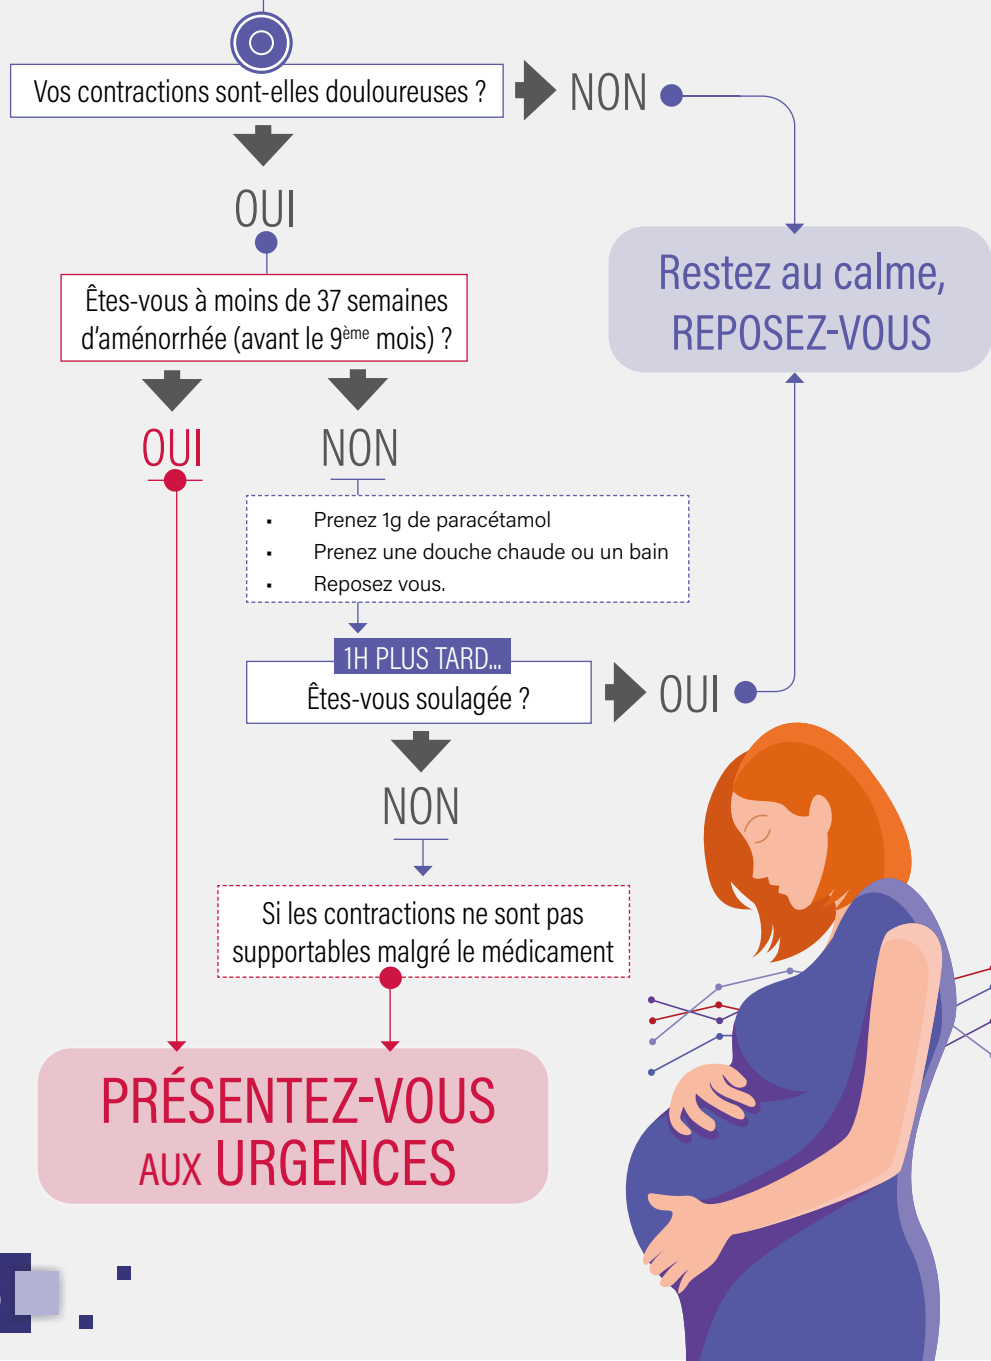 Vos contractions sont-elles douloureuses ?
NON
OUI
Restez au calme,
REPOSEZ-VOUS
Êtes-vous à moins de 37 semaines
d'aménorrhée (avant le 9ème mois) ?
OUI
NON
▪ Prenez 1g de paracétamol
▪ Prenez une douche chaude ou un bain
▪ Reposez vous.
1H PLUS TARD...
Êtes-vous soulagée ?
OUI
NON
Si les contractions ne sont pas
supportables malgré le médicament
PRÉSENTEZ-VOUS
AUX URGENCES